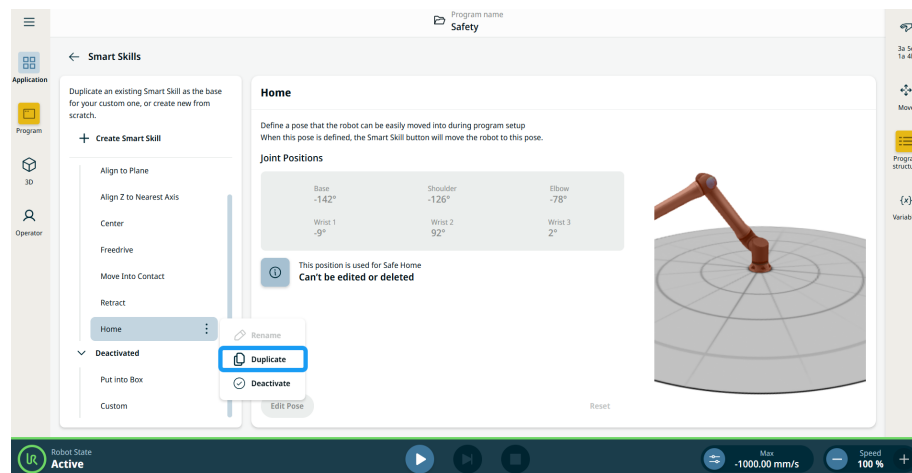 Program name
Safety
Smart Skills
Application
Program
3D
Operator
Duplicate an existing Smart Skill as the base
for your custom one, or create new from
scratch.
Create Smart Skill
Align to Plane
Align Z to Nearest Axis
Center
Freedrive
Move Into Contact
Retract
Home
Deactivated
Put into Box
Custom
Rename
Duplicate
Deactivate
Home
Define a pose that the robot can be easily moved into during program setup
When this pose is defined, the Smart Skill button will move the robot to this pose.
Joint Positions
Base
-142°
Shoulder
-126°
Elbow
-78°
Wrist 1
-9°
Wrist 2
92°
Wrist 3
2°
This position is used for Safe Home
Can't be edited or deleted
Edit Pose
Reset
Move
{x}
Robot State
Active
Max
-1000.00 mm/s
Speed
100 %